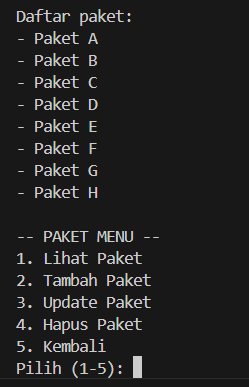 Daftar paket:
- Paket A
- Paket B
- Paket C
- Paket D
- Paket E
- Paket F
- Paket G
- Paket H
-- PAKET MENU --
1. Lihat Paket
2. Tambah Paket
3. Update Paket
4. Hapus Paket
5. Kembali
Pilih (1-5):